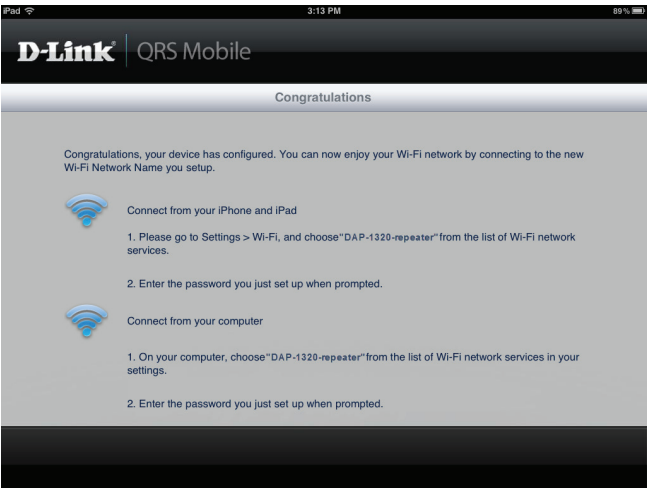 iPad 3:13 PM 89%
D-Link® QRS Mobile
Congratulations
Congratulations, your device has configured. You can now enjoy your Wi-Fi network by connecting to the new
Wi-Fi Network Name you setup.
Connect from your iPhone and iPad
1. Please go to Settings > Wi-Fi, and choose"DAP-1320-repeater"from the list of Wi-Fi network
services.
2. Enter the password you just set up when prompted.
Connect from your computer
1. On your computer, choose"DAP-1320-repeater"from the list of Wi-Fi network services in your
settings.
2. Enter the password you just set up when prompted.